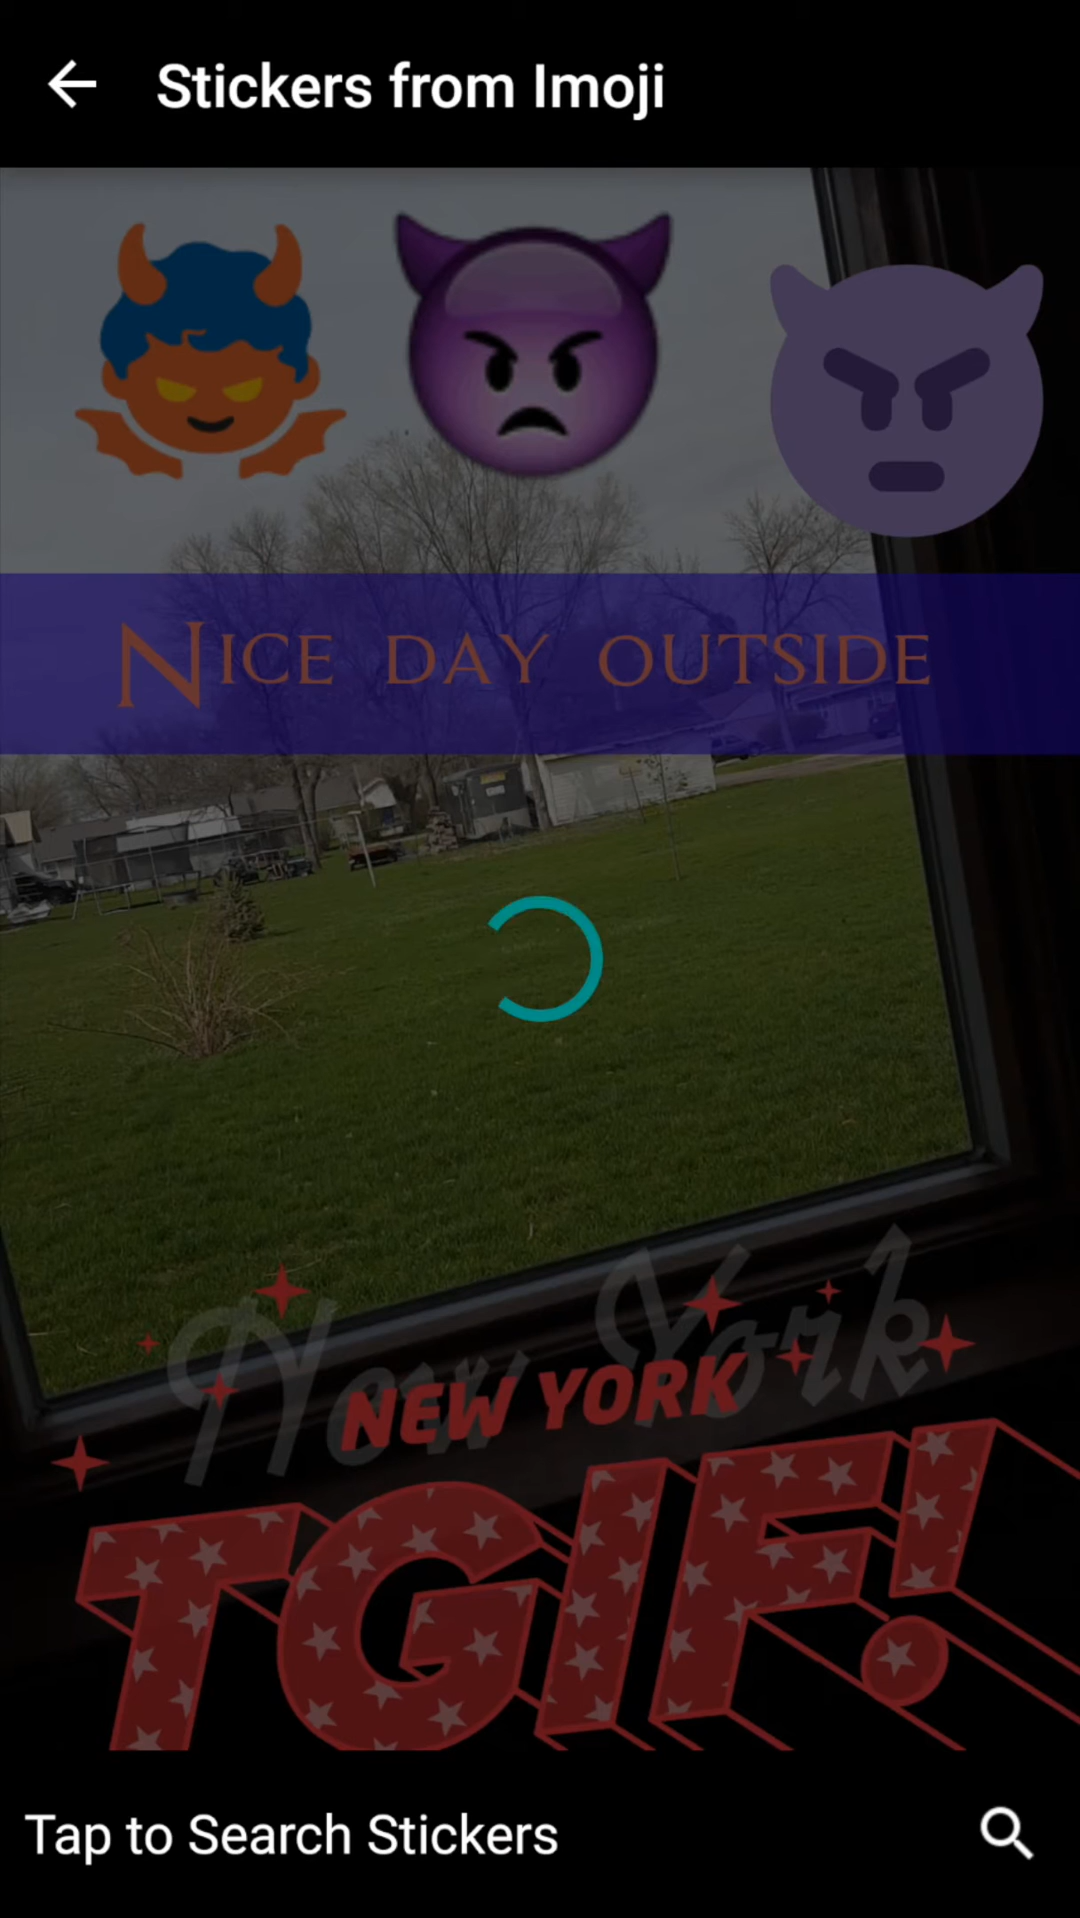 Stickers from Imoji
Nice day outside
New York
NEW YORK
TGIF!
Tap to Search Stickers